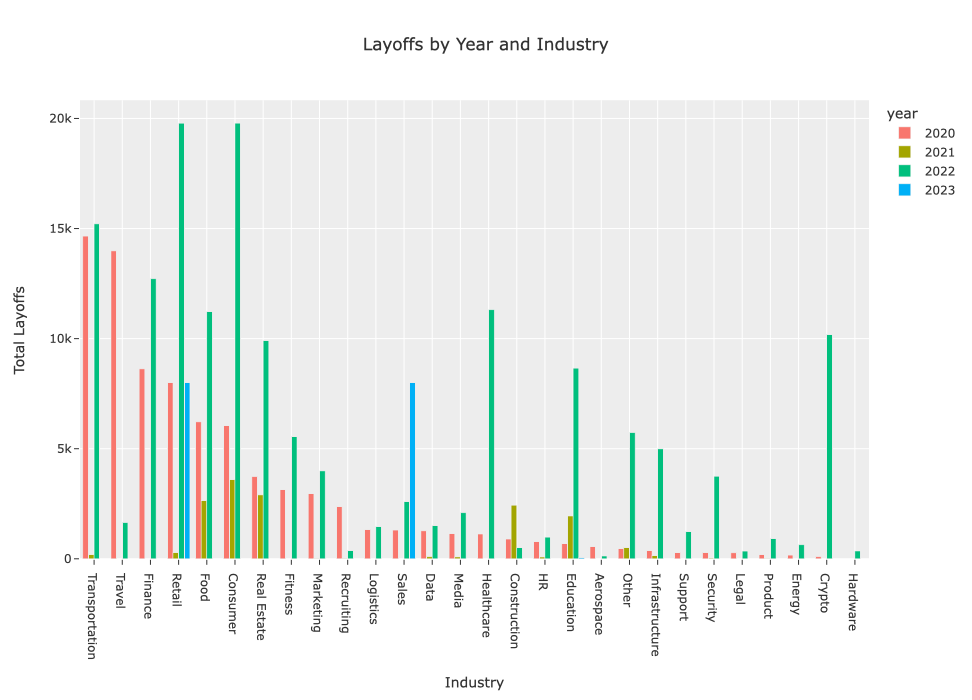 Layoffs by Year and Industry
year
2020
2021
2022
2023
20k
15k
10k
5k
0
Total Layoffs
Transportation
Travel
Finance
Retail
Food
Consumer
Real Estate
Fitness
Marketing
Recruiting
Logistics
Sales
Data
Media
Healthcare
Construction
HR
Education
Aerospace
Other
Infrastructure
Support
Security
Legal
Product
Energy
Crypto
Hardware
Industry